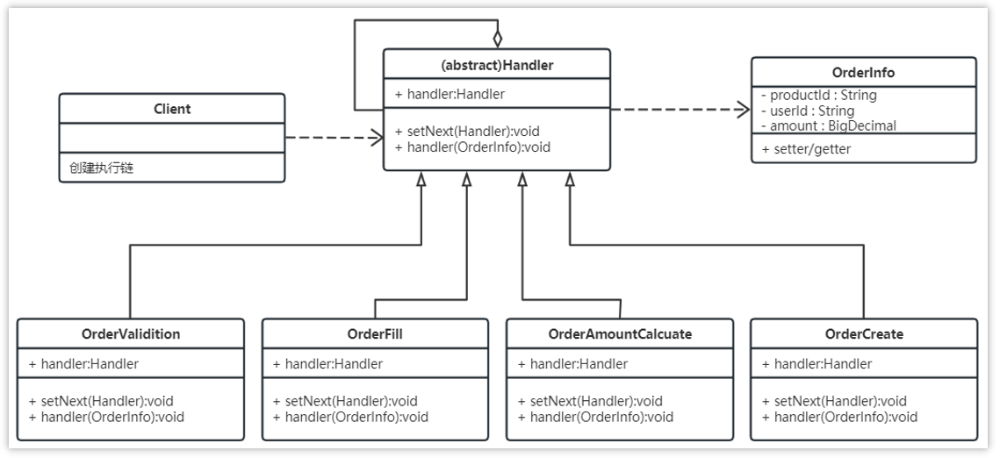 (abstract)Handler
+ handler:Handler
+ setNext(Handler):void
+ handler(OrderInfo):void
OrderInfo
- productId : String
- userId : String
- amount : BigDecimal
+ setter/getter
Client
创建执行链
OrderValidition
+ handler:Handler
+ setNext(Handler):void
+ handler(OrderInfo):void
OrderFill
+ handler:Handler
+ setNext(Handler):void
+ handler(OrderInfo):void
OrderAmountCalcuate
+ handler:Handler
+ setNext(Handler):void
+ handler(OrderInfo):void
OrderCreate
+ handler:Handler
+ setNext(Handler):void
+ handler(OrderInfo):void